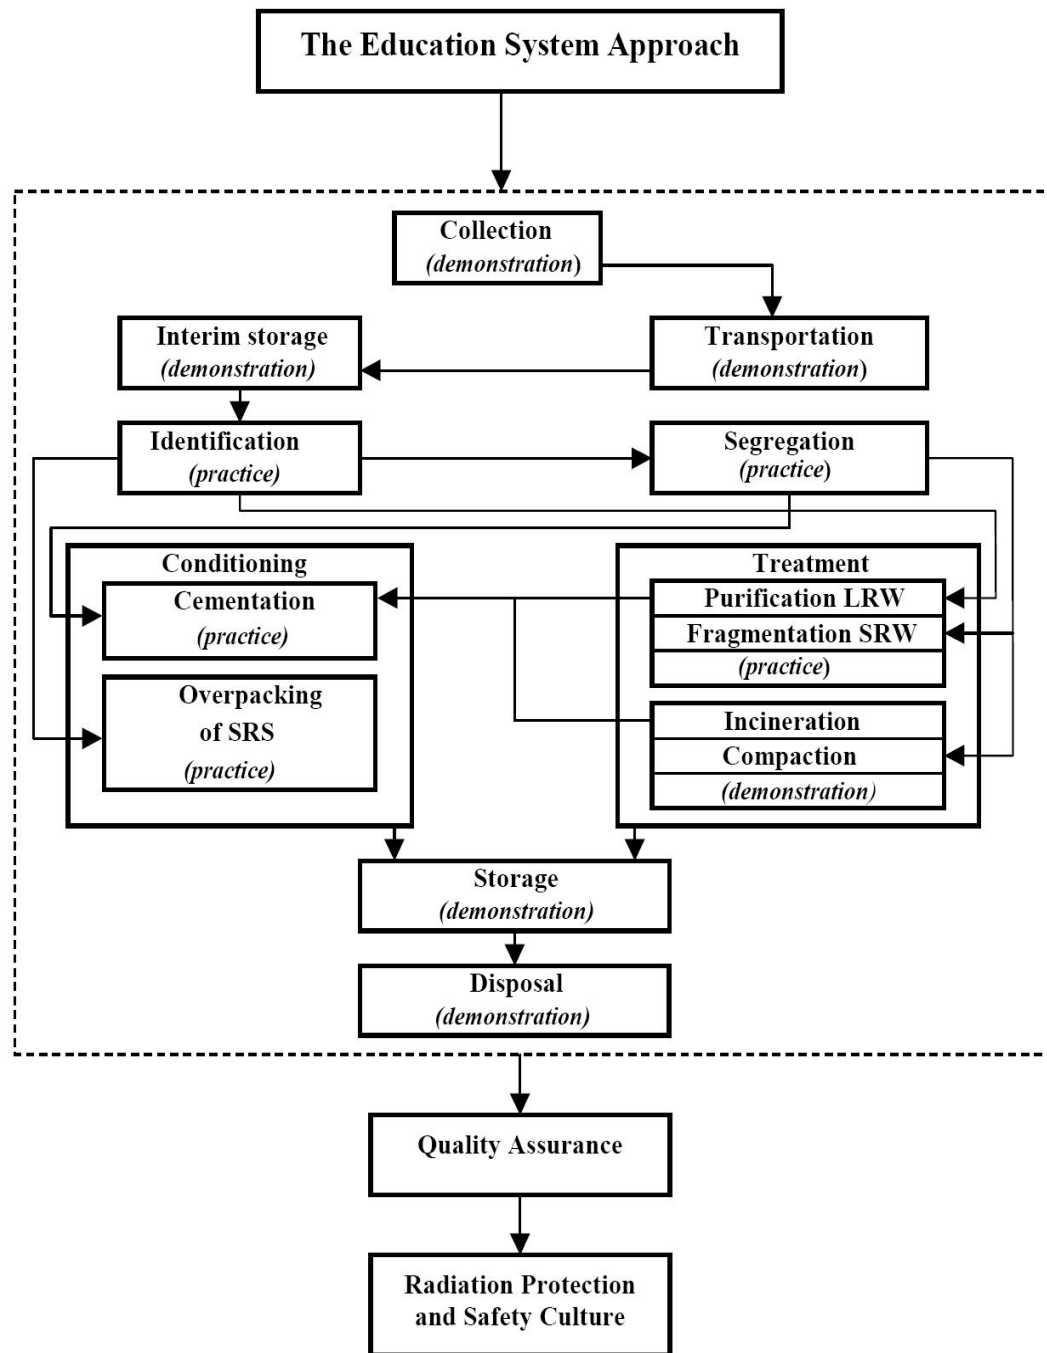 The Education System Approach
Collection
(demonstration)
Interim storage
(demonstration)
Transportation
(demonstration)
Identification
(practice)
Segregation
(practice)
Conditioning
Cementation
(practice)
Overpacking
of SRS
(practice)
Treatment
Purification LRW
Fragmentation SRW
(practice)
Incineration
Compaction
(demonstration)
Storage
(demonstration)
Disposal
(demonstration)
Quality Assurance
Radiation Protection
and Safety Culture